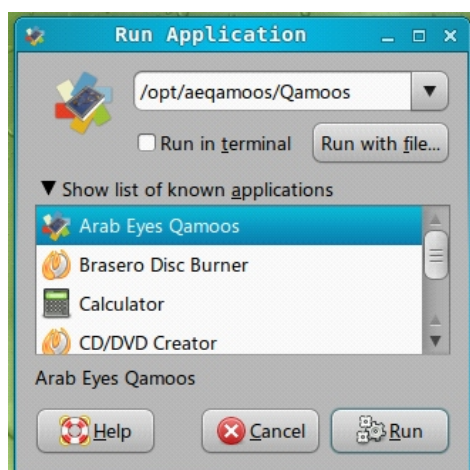 Run Application
/opt/aeqamoos/Qamoos
Run in terminal
Run with file...
Show list of known applications
Arab Eyes Qamoos
Brasero Disc Burner
Calculator
CD/DVD Creator
Arab Eyes Qamoos
Help
Cancel
Run